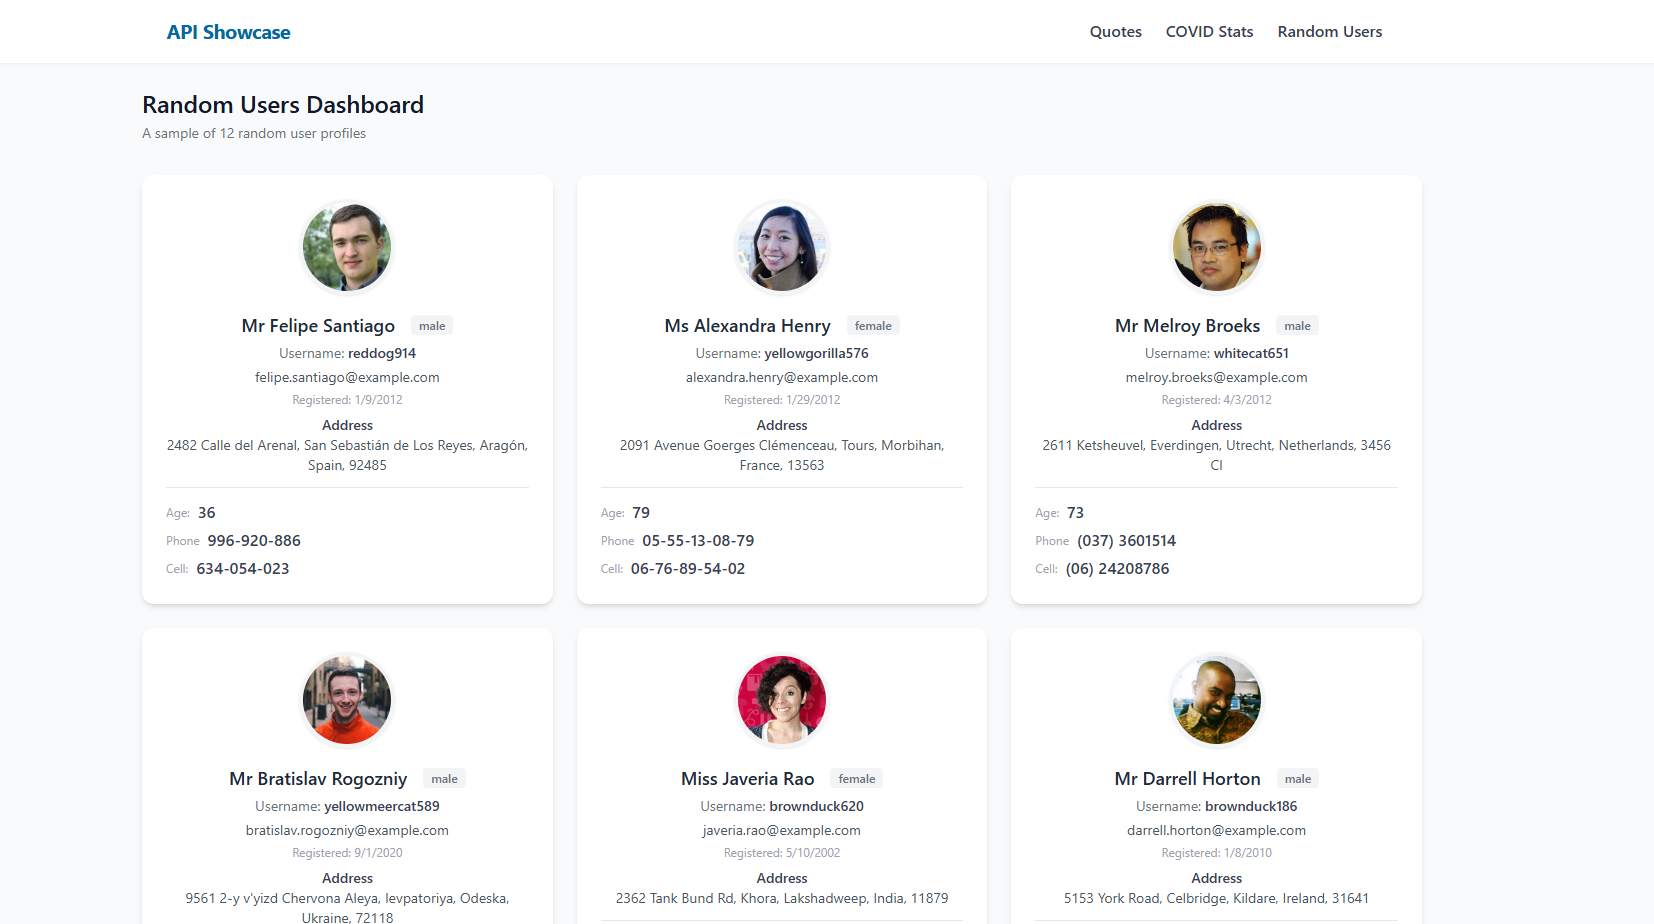 API Showcase
Quotes COVID Stats Random Users
Random Users Dashboard
A sample of 12 random user profiles
Mr Felipe Santiago male
Username: reddog914
felipe.santiago@example.com
Registered: 1/9/2012
Address
2482 Calle del Arenal, San Sebastián de Los Reyes, Aragón,
Spain, 92485
Age: 36
Phone 996-920-886
Cell: 634-054-023
Ms Alexandra Henry female
Username: yellowgorilla576
alexandra.henry@example.com
Registered: 1/29/2012
Address
2091 Avenue Goerges Clémenceau, Tours, Morbihan,
France, 13563
Age: 79
Phone 05-55-13-08-79
Cell: 06-76-89-54-02
Mr Melroy Broeks male
Username: whitecat651
melroy.broeks@example.com
Registered: 4/3/2012
Address
2611 Ketsheuvel, Everdingen, Utrecht, Netherlands, 3456
CI
Age: 73
Phone (037) 3601514
Cell: (06) 24208786
Mr Bratislav Rogozniy male
Username: yellowmeercat589
bratislav.rogozniy@example.com
Registered: 9/1/2020
Address
9561 2-y v'yizd Chervona Aleya, Ievpatoriya, Odeska,
Ukraine, 72118
Miss Javeria Rao female
Username: brownduck620
javeria.rao@example.com
Registered: 5/10/2002
Address
2362 Tank Bund Rd, Khora, Lakshadweep, India, 11879
Mr Darrell Horton male
Username: brownduck186
darrell.horton@example.com
Registered: 1/8/2010
Address
5153 York Road, Celbridge, Kildare, Ireland, 31641